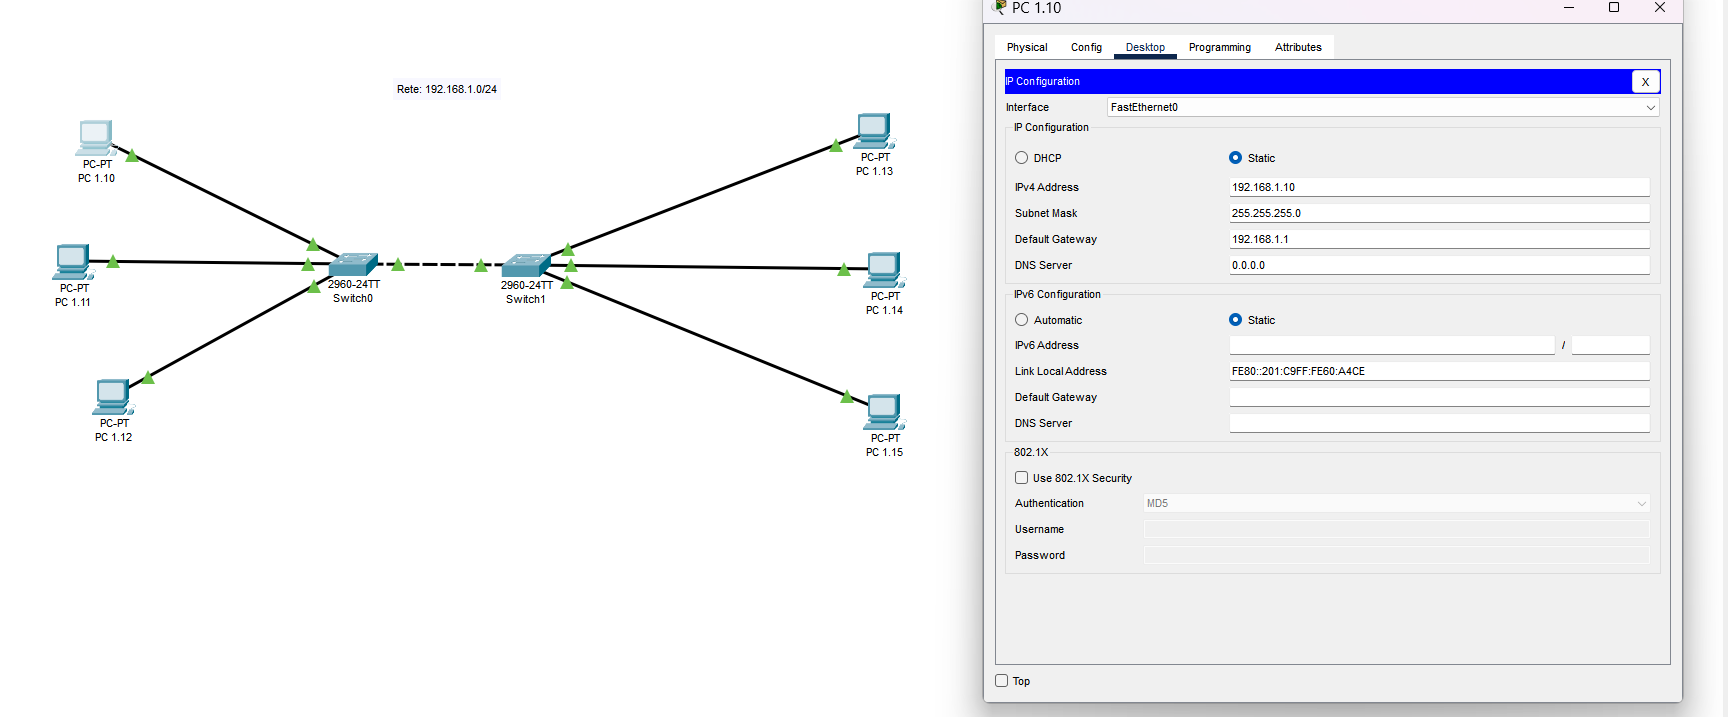 Rete: 192.168.1.0/24
PC-PT
PC 1.10
PC-PT
PC 1.11
PC-PT
PC 1.12
2960-24TT
Switch0
2960-24TT
Switch1
PC-PT
PC 1.13
PC-PT
PC 1.14
PC-PT
PC 1.15
PC 1.10
Physical Config Desktop Programming Attributes
IP Configuration X
Interface FastEthernet0
IP Configuration
DHCP Static
IPv4 Address 192.168.1.10
Subnet Mask 255.255.255.0
Default Gateway 192.168.1.1
DNS Server 0.0.0.0
IPv6 Configuration
Automatic Static
IPv6 Address /
Link Local Address FE80::201:C9FF:FE60:A4CE
Default Gateway
DNS Server
802.1X
Use 802.1X Security
Authentication MD5
Username
Password
Top